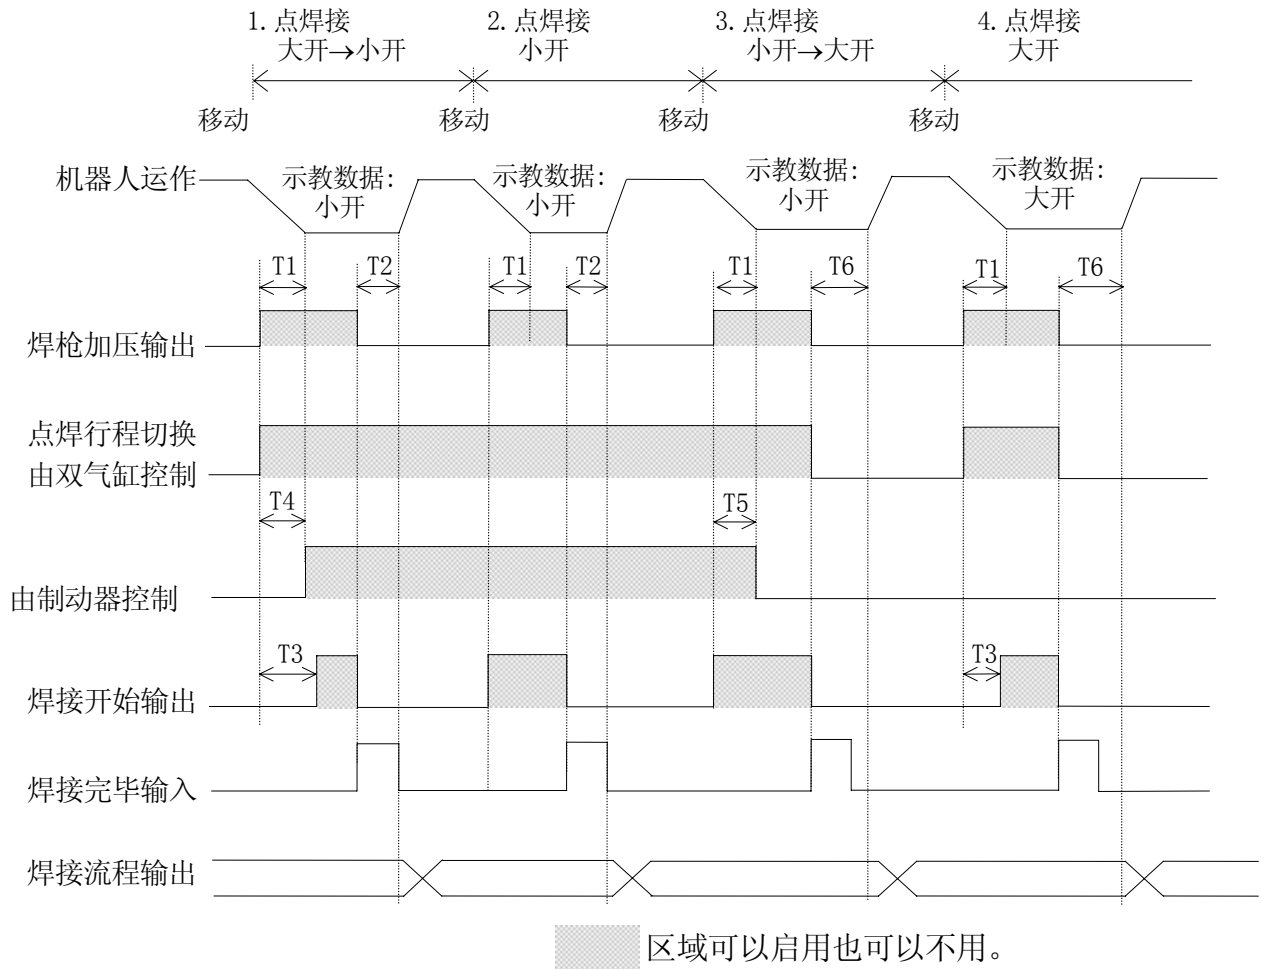 1.点焊接
大开→小开
2.点焊接
小开
3.点焊接
小开→大开
4.点焊接
大开
移动
移动
移动
移动
机器人运作
示教数据:
小开
示教数据:
小开
示教数据:
小开
示教数据:
大开
T1
T2
T1
T2
T1
T6
T1
T6
焊枪加压输出
点焊行程切换
由双气缸控制
T4
T5
由制动器控制
T3
T3
焊接开始输出
焊接完毕输入
焊接流程输出
区域可以启用也可以不用。